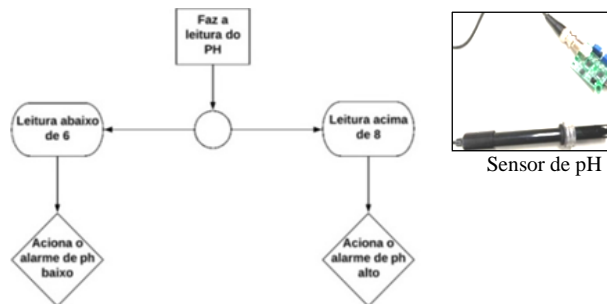 Faz a
leitura do
PH
Leitura abaixo
de 6
Leitura acima
de 8
Aciona o
alarme de ph
baixo
Aciona o
alarme de ph
alto
Sensor de pH